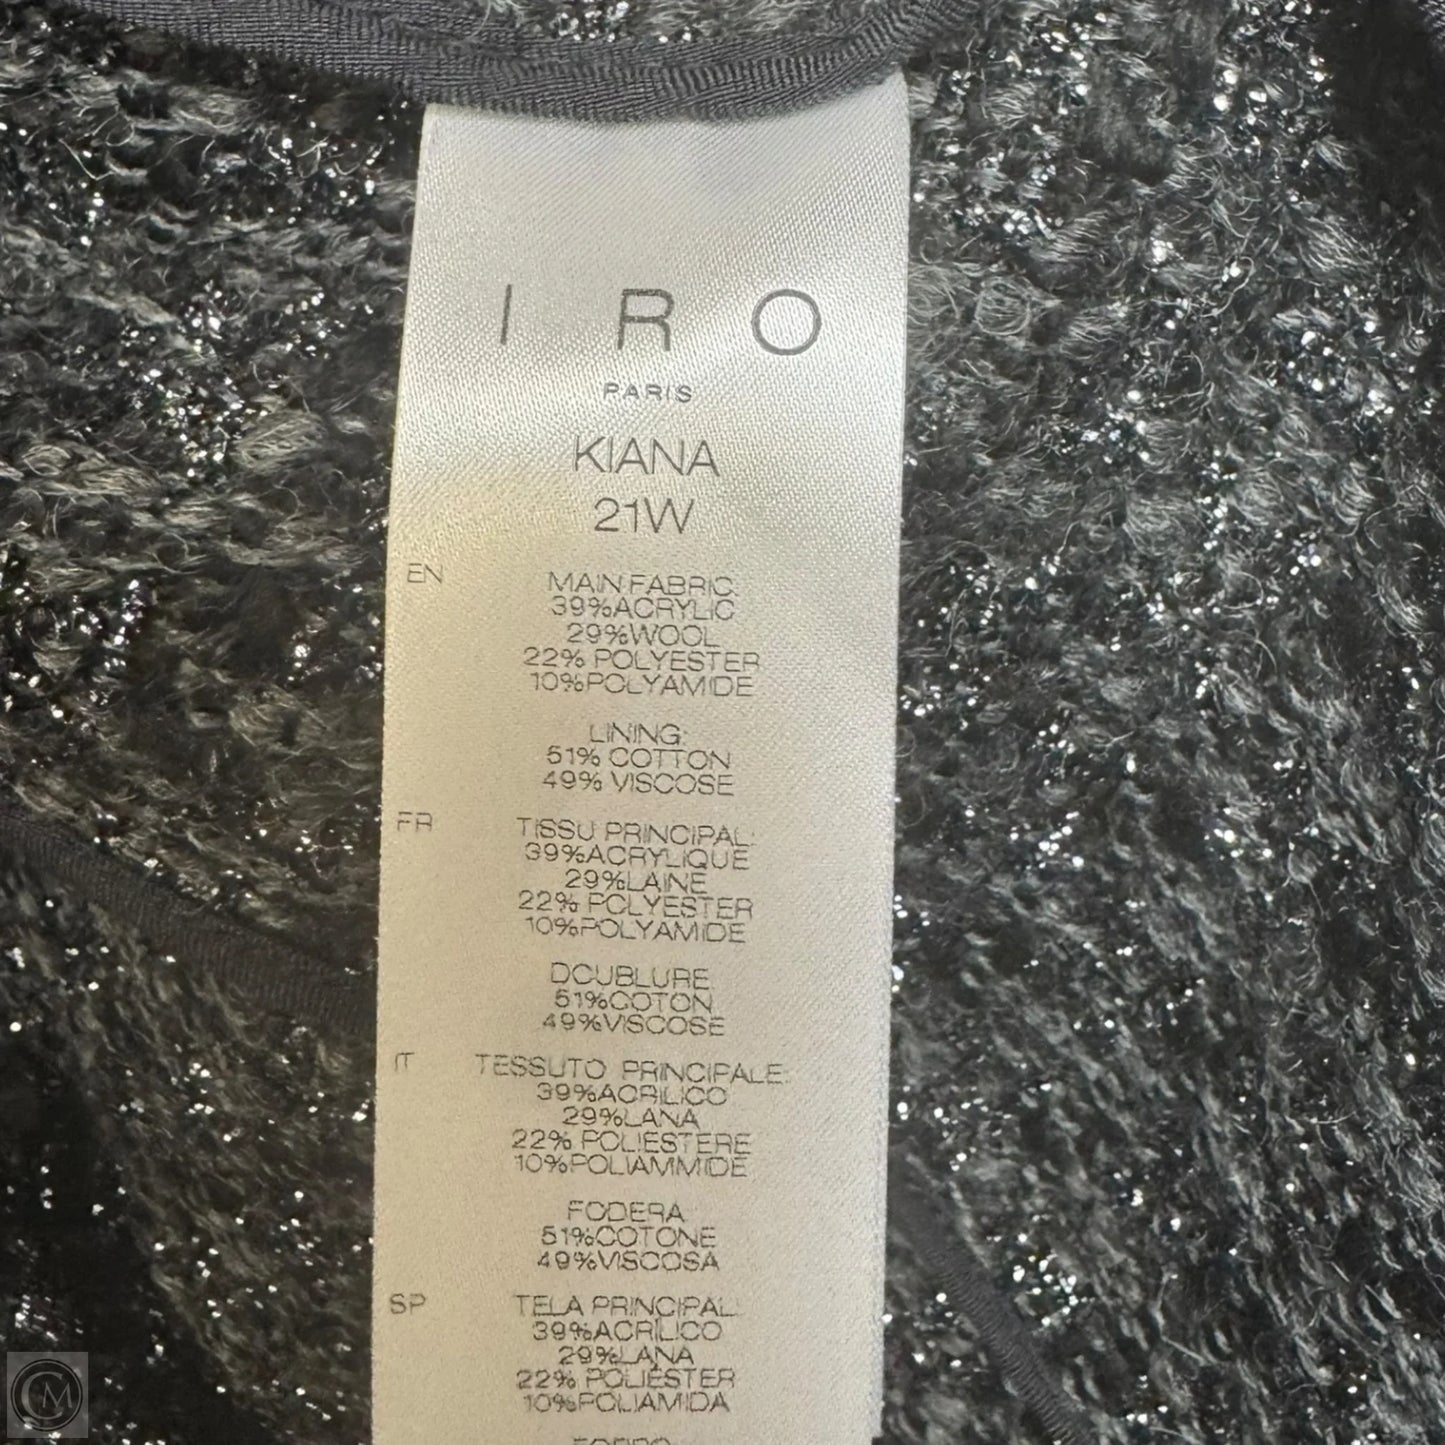 I R O
PARIS
KIANA
21W
EN
MAIN FABRIC:
39%ACRYLIC
29%WOOL
22% POLYESTER
10%POLYAMIDE
LINING:
51% COTTON
49% VISCOSE
FR
TISSU PRINCIPAL:
39%ACRYLIQUE
29%LAINE
22% POLYESTER
10%POLYAMIDE
DOUBLURE
51%COTON
49%VISCOSE
IT
TESSUTO PRINCIPALE:
39%ACRILICO
29%LANA
22% POLIESTERE
10%POLIAMMIDE
FODERA
51%COTONE
49%VISCOSA
SP
TELA PRINCIPAL:
39%ACRÍLICO
29%LANA
22% POLIÉSTER
10%POLIAMIDA
FORRO
CM